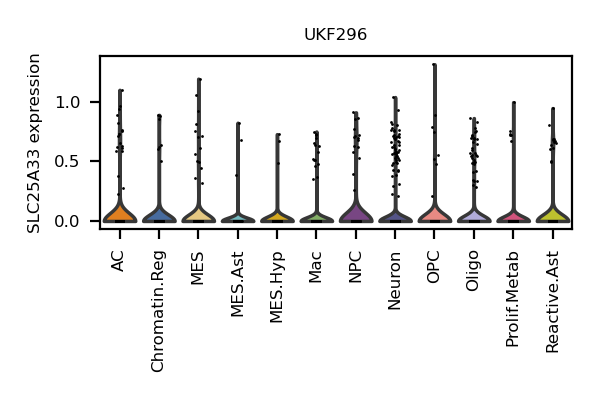 UKF296
SLC25A33 expression
1.0
0.5
0.0
AC
Chromatin.Reg
MES
MES.Ast
MES.Hyp
Mac
NPC
Neuron
OPC
Oligo
Prolif.Metab
Reactive.Ast